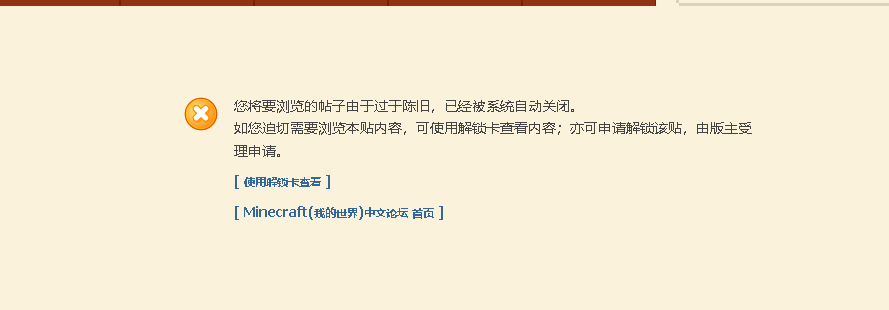 您将要浏览的帖子由于过于陈旧，已经被系统自动关闭。
如您迫切需要浏览本贴内容，可使用解锁卡查看内容；亦可申请解锁该贴，由版主受
理申请。
[ 使用解锁卡查看 ]
[ Minecraft(我的世界)中文论坛 首页 ]